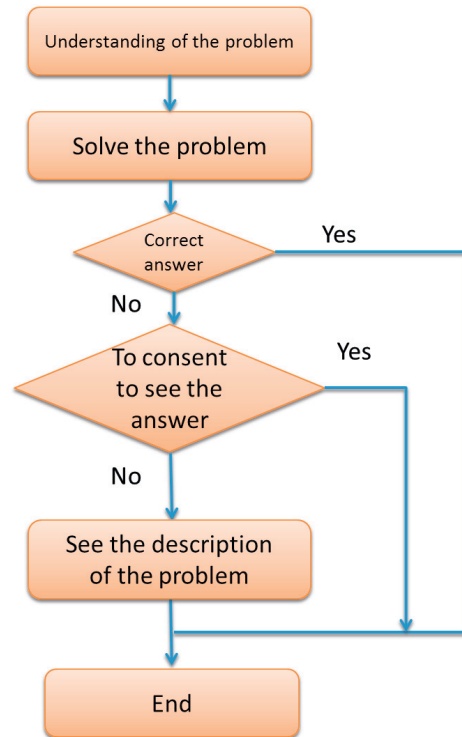 Understanding of the problem
Solve the problem
Correct
answer
Yes
No
To consent
to see the
answer
Yes
No
See the description
of the problem
End